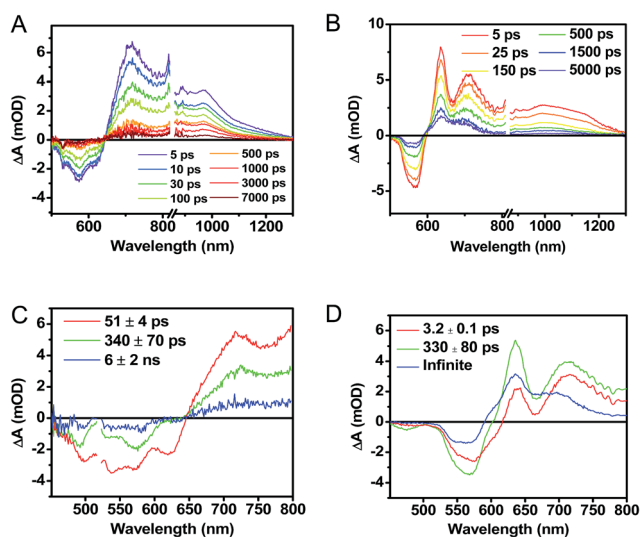 A
ΔA (mOD)
6
4
2
0
-2
-4
5 ps
10 ps
30 ps
100 ps
500 ps
1000 ps
3000 ps
7000 ps
600
800
1000
1200
Wavelength (nm)
B
ΔA (mOD)
10
5
0
-5
5 ps
25 ps
150 ps
500 ps
1500 ps
5000 ps
600
800
1000
1200
Wavelength (nm)
C
ΔA (mOD)
6
4
2
0
-2
-4
51 ± 4 ps
340 ± 70 ps
6 ± 2 ns
500
550
600
650
700
750
800
Wavelength (nm)
D
ΔA (mOD)
8
6
4
2
0
-2
-4
3.2 ± 0.1 ps
330 ± 80 ps
Infinite
450
500
550
600
650
700
750
800
Wavelength (nm)